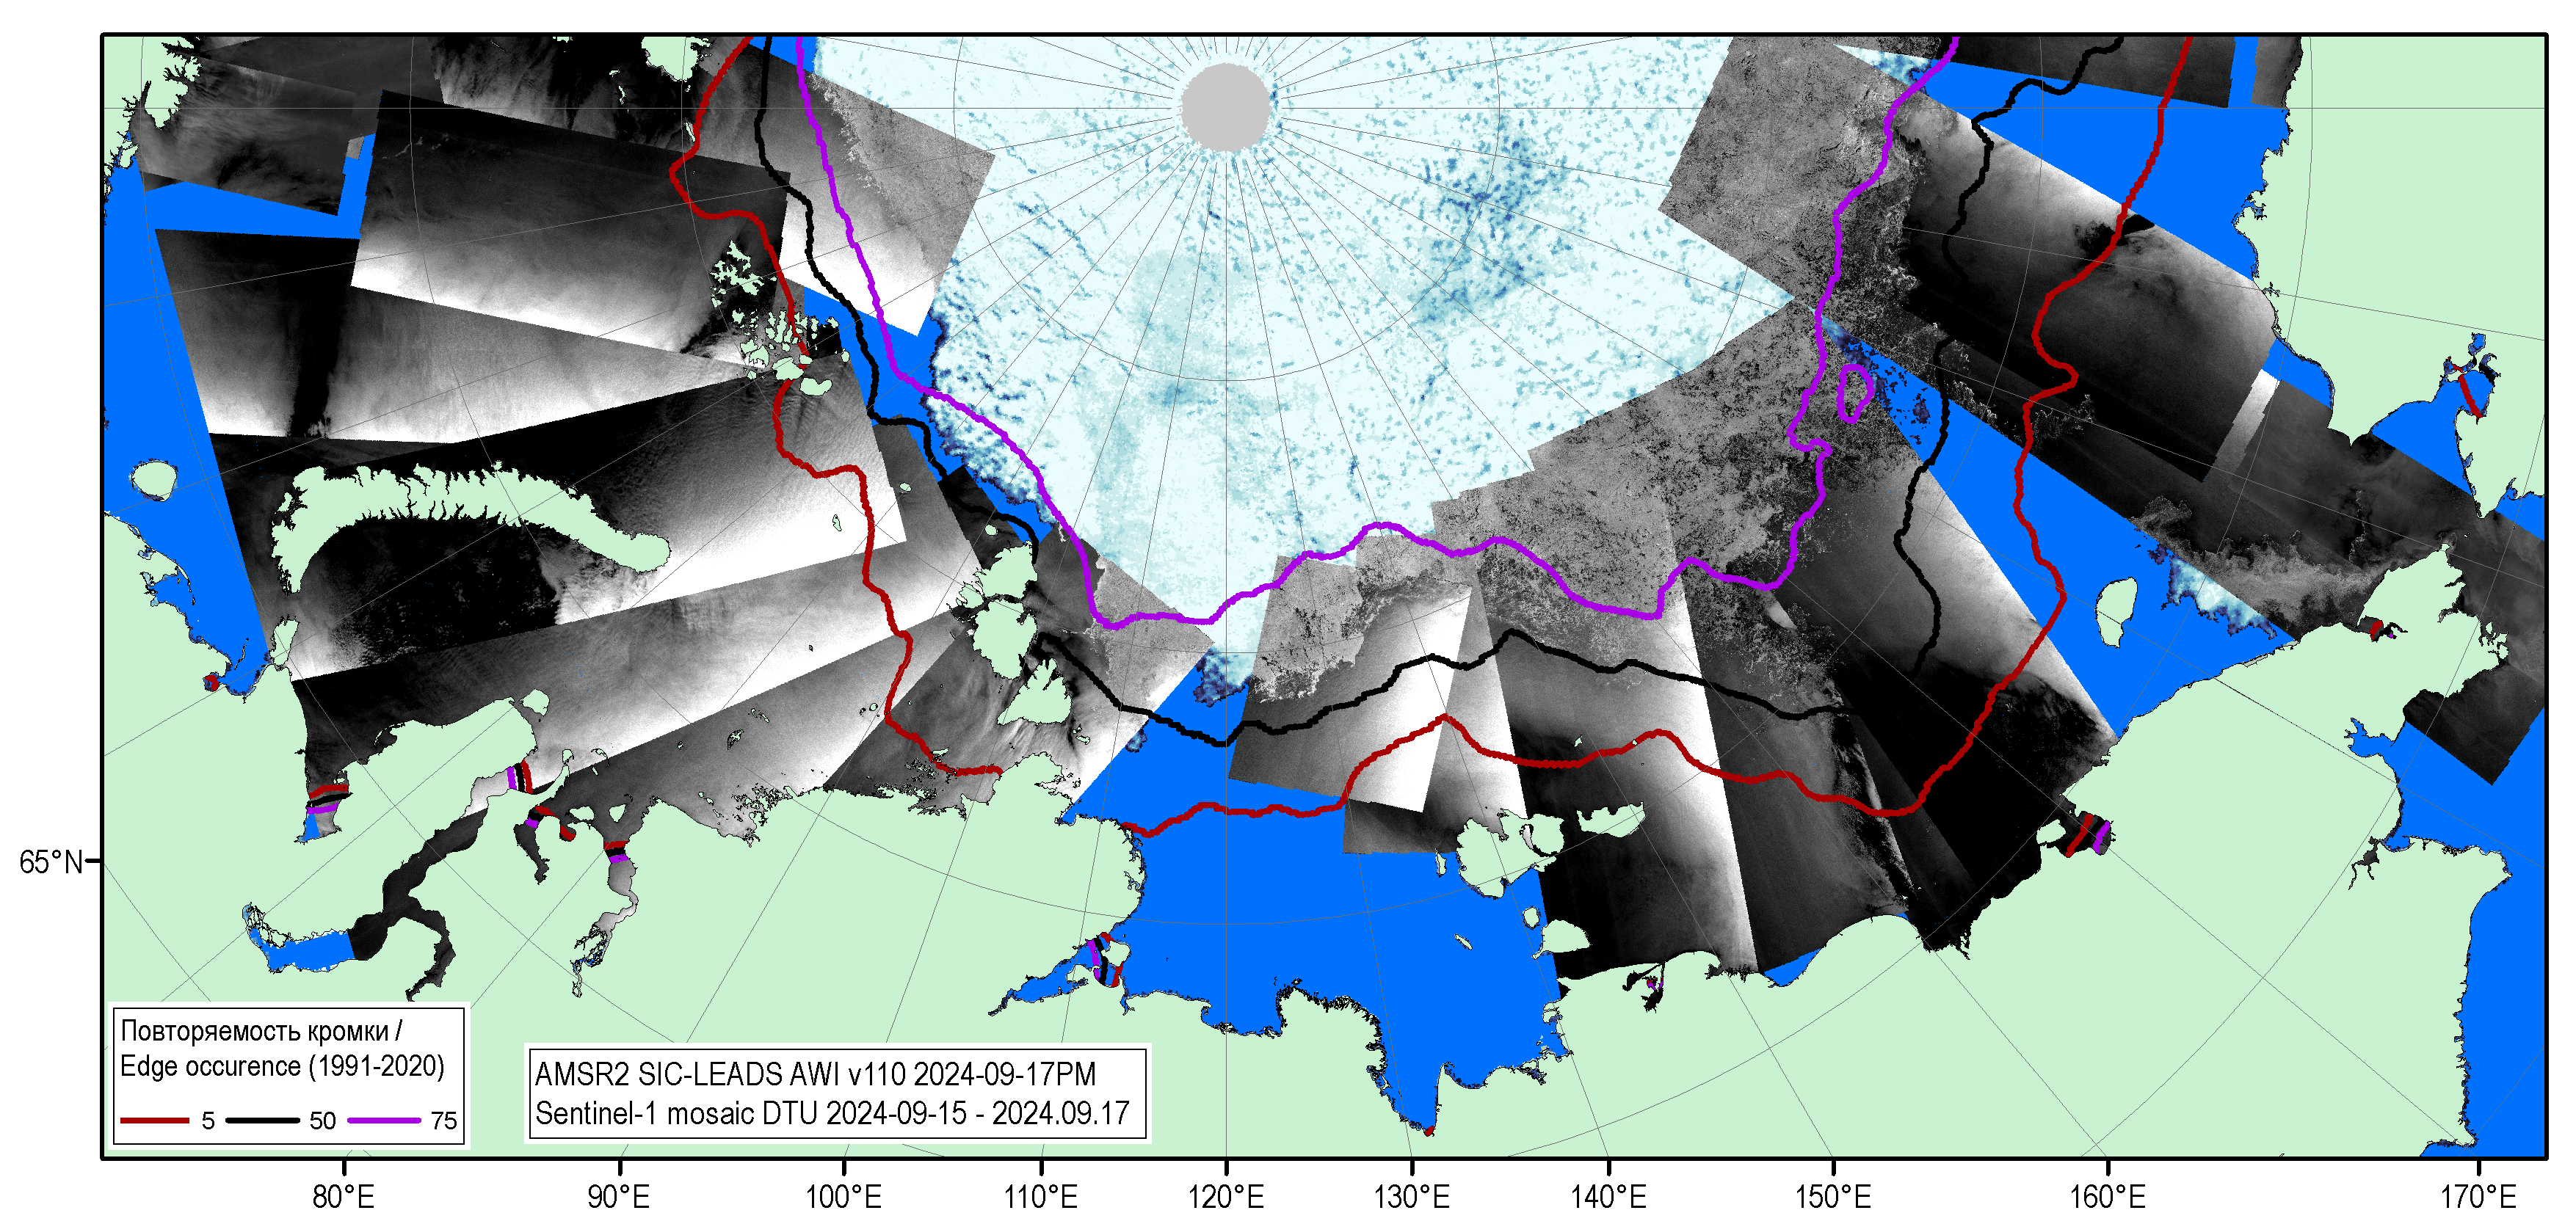 65°N
Повторяемость кромки /
Edge occurence (1991-2020)
5 50 75
AMSR2 SIC-LEADS AWI v110 2024-09-17PM
Sentinel-1 mosaic DTU 2024-09-15 - 2024.09.17
80°E 90°E 100°E 110°E 120°E 130°E 140°E 150°E 160°E 170°E